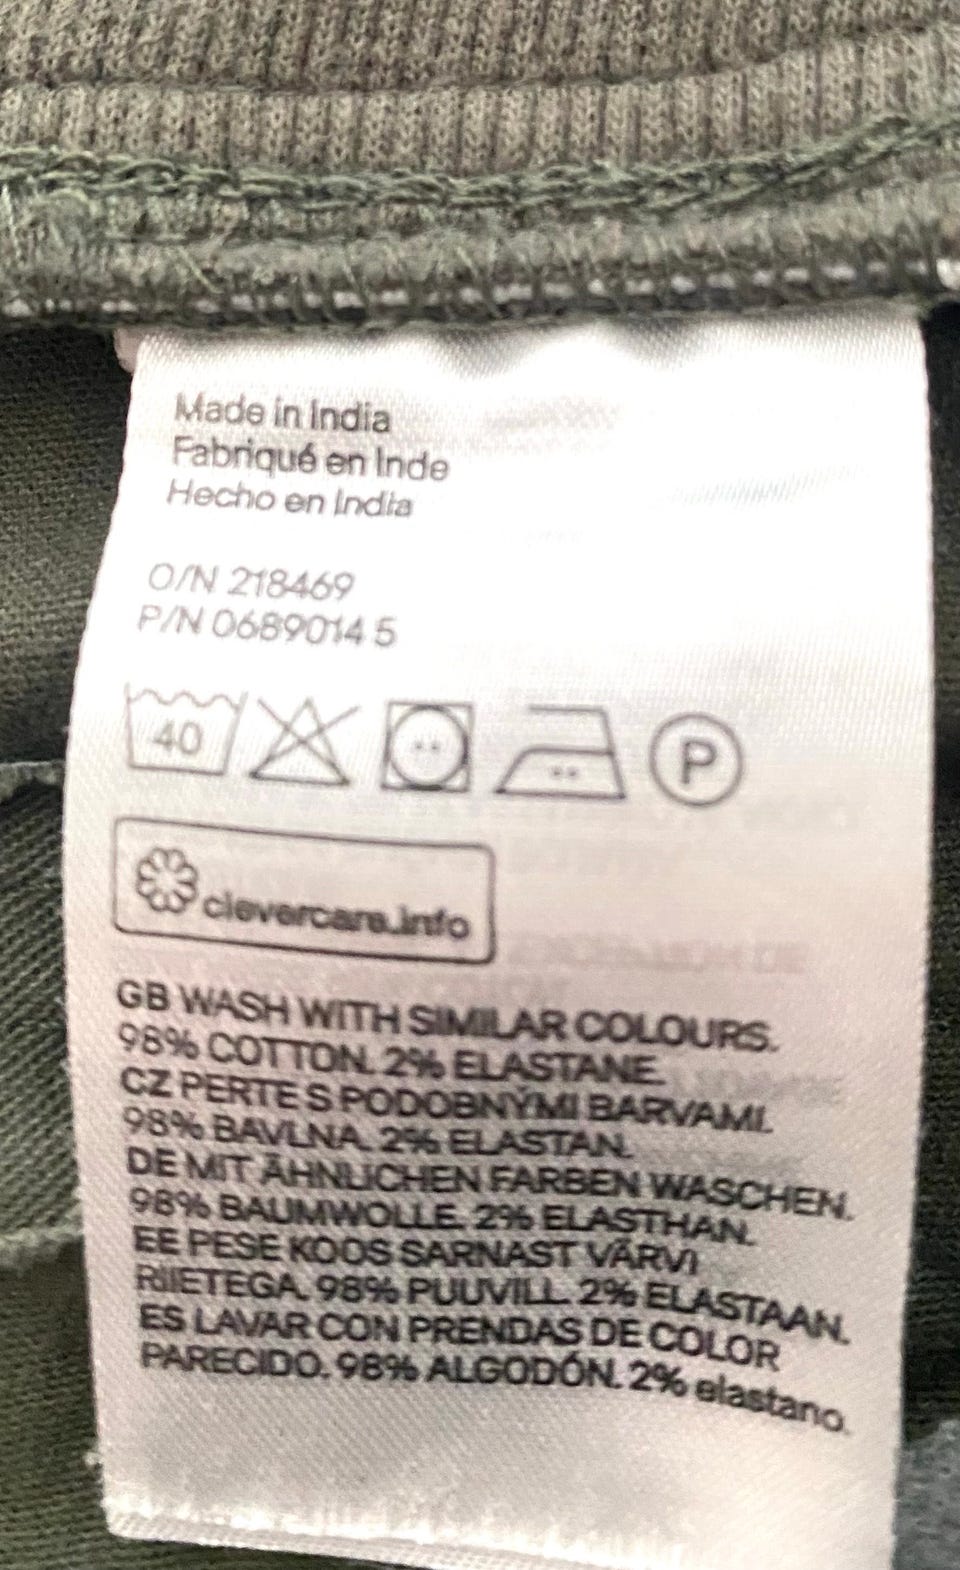 Made in India
Fabriqué en Inde
Hecho en India
O/N 218469
P/N 06890145
40
P
clevercare.info
GB WASH WITH SIMILAR COLOURS.
98% COTTON. 2% ELASTANE.
CZ PERTE S PODOBNÝMI BARVAMI.
98% BAVLNA. 2% ELASTAN.
DE MIT ÄHNLICHEN FARBEN WASCHEN.
98% BAUMWOLLE. 2% ELASTHAN.
EE PESE KOOS SARNAST VÄRVI
RIIETEGA. 98% PUUVILL. 2% ELASTAAN.
ES LAVAR CON PRENDAS DE COLOR
PARECIDO. 98% ALGODÓN. 2% elastano.